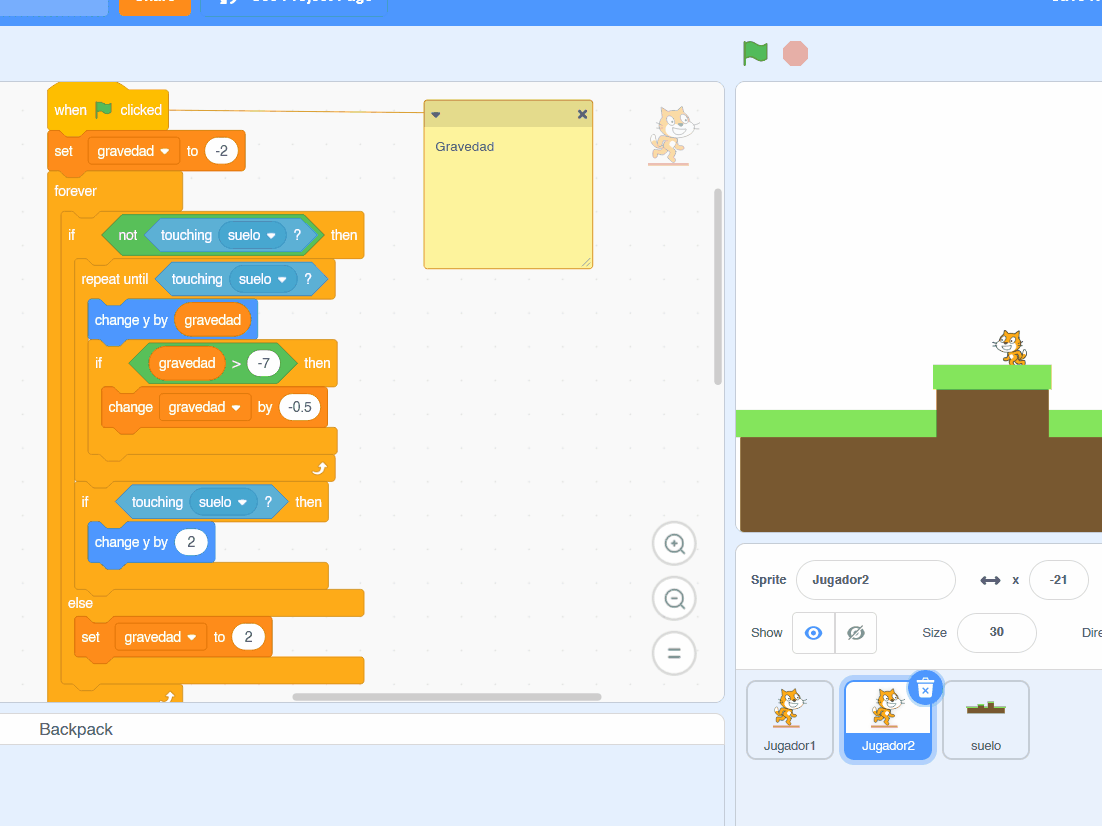 when clicked
set gravedad to -2
forever
if not touching suelo ? then
repeat until touching suelo ?
change y by gravedad
if gravedad > -7 then
change gravedad by -0.5
if touching suelo ? then
change y by 2
else
set gravedad to 2
Gravedad
Backpack
Sprite Jugador2 x -21
Show Size 30
Jugador1
Jugador2
suelo